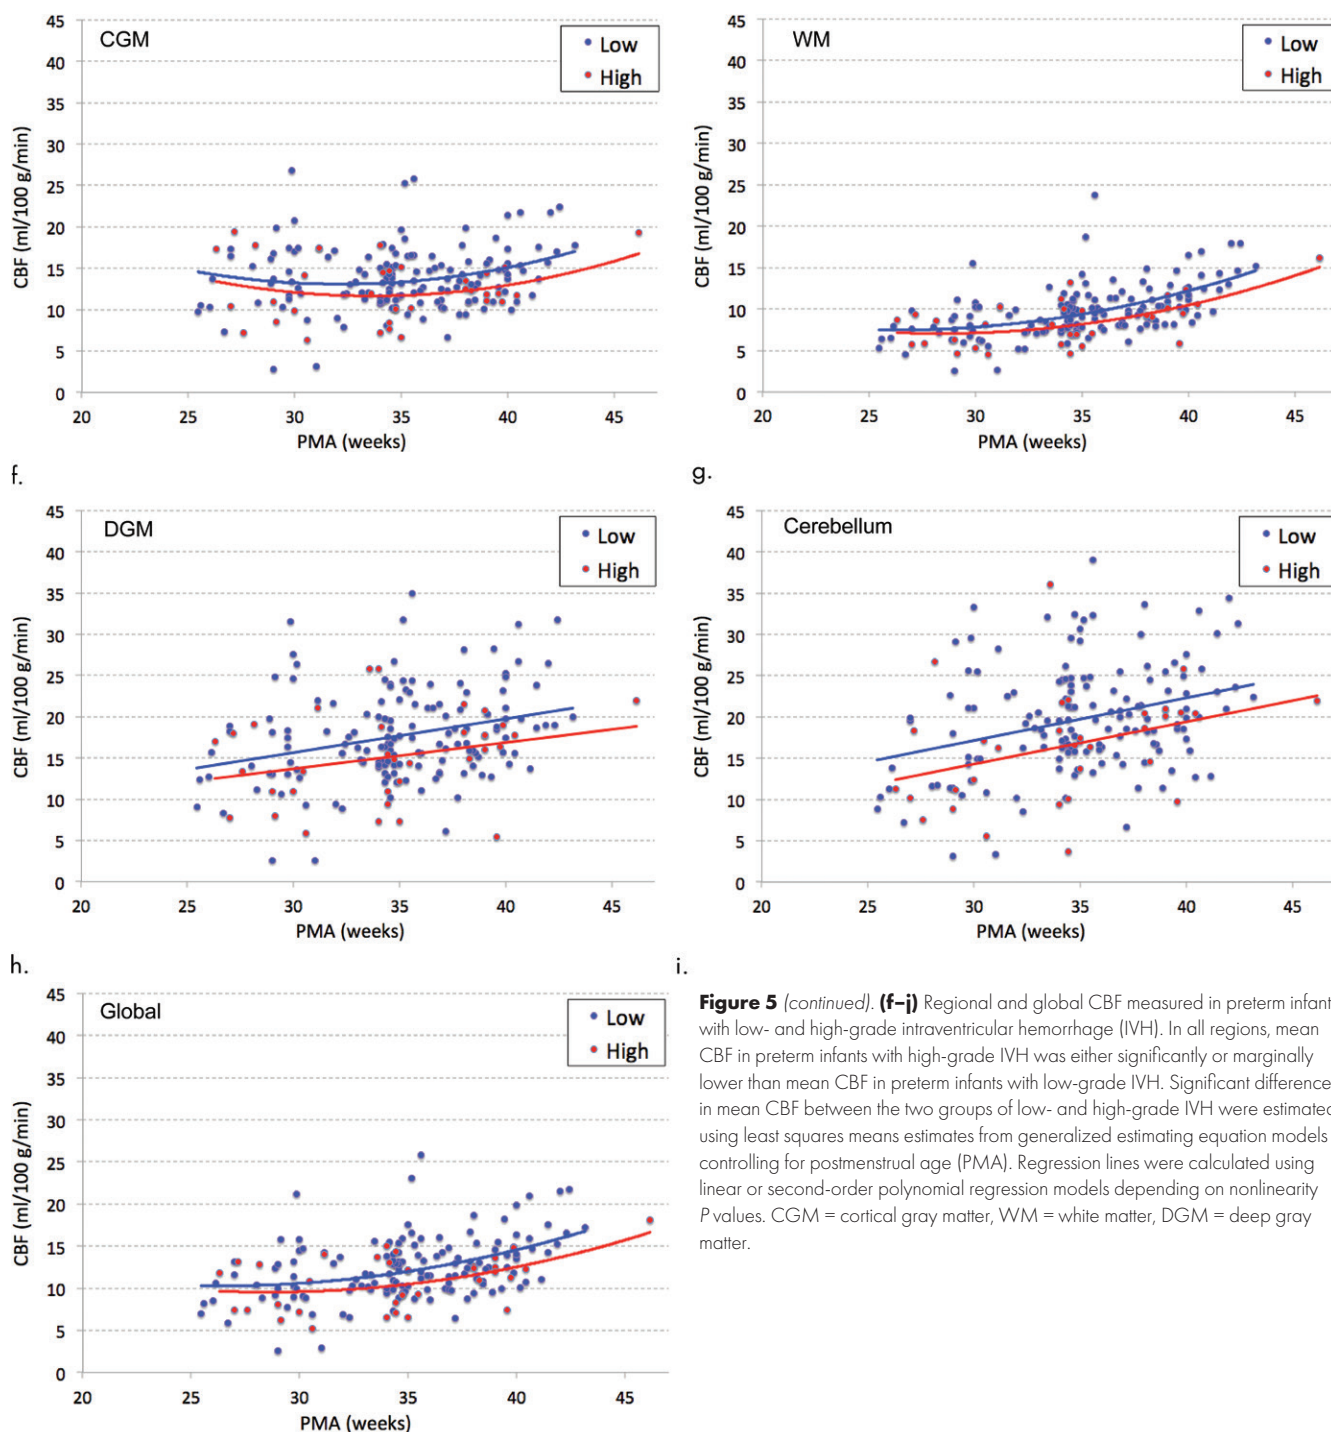 CGM
Low
High
45
40
35
30
25
20
15
10
5
0
CBF (ml/100 g/min)
20 25 30 35 40 45
PMA (weeks)
WM
Low
High
45
40
35
30
25
20
15
10
5
0
CBF (ml/100 g/min)
20 25 30 35 40 45
PMA (weeks)
f.
g.
DGM
Low
High
45
40
35
30
25
20
15
10
5
0
CBF (ml/100 g/min)
20 25 30 35 40 45
PMA (weeks)
Cerebellum
Low
High
45
40
35
30
25
20
15
10
5
0
CBF (ml/100 g/min)
20 25 30 35 40 45
PMA (weeks)
h.
i.
Global
Low
High
45
40
35
30
25
20
15
10
5
0
CBF (ml/100 g/min)
20 25 30 35 40 45
PMA (weeks)
Figure 5 (continued). (f–j) Regional and global CBF measured in preterm infant
with low- and high-grade intraventricular hemorrhage (IVH). In all regions, mean
CBF in preterm infants with high-grade IVH was either significantly or marginally
lower than mean CBF in preterm infants with low-grade IVH. Significant difference
in mean CBF between the two groups of low- and high-grade IVH were estimated
using least squares means estimates from generalized estimating equation models
controlling for postmenstrual age (PMA). Regression lines were calculated using
linear or second-order polynomial regression models depending on nonlinearity
P values. CGM = cortical gray matter, WM = white matter, DGM = deep gray
matter.